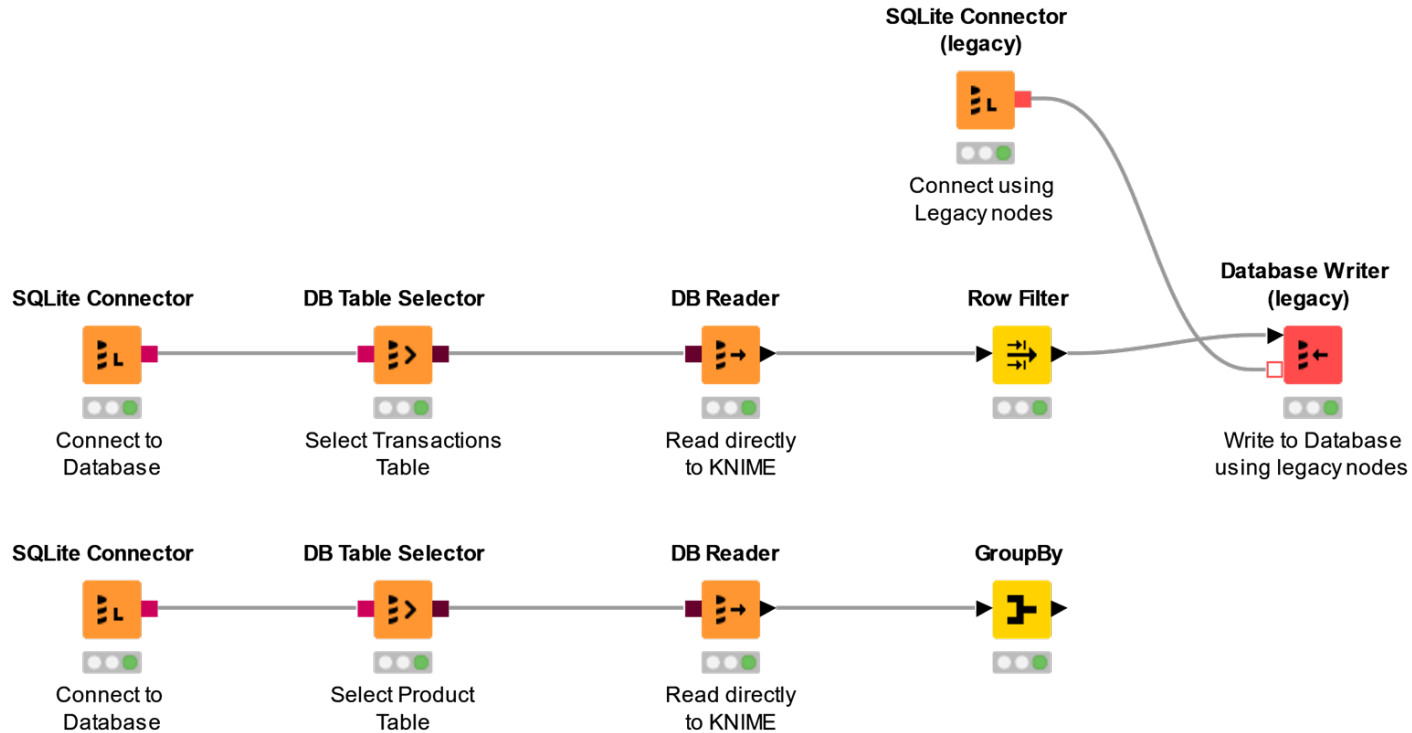 SQLite Connector
(legacy)
Connect using
Legacy nodes
SQLite Connector
DB Table Selector
DB Reader
Row Filter
Database Writer
(legacy)
Connect to
Database
Select Transactions
Table
Read directly
to KNIME
Write to Database
using legacy nodes
SQLite Connector
DB Table Selector
DB Reader
GroupBy
Connect to
Database
Select Product
Table
Read directly
to KNIME